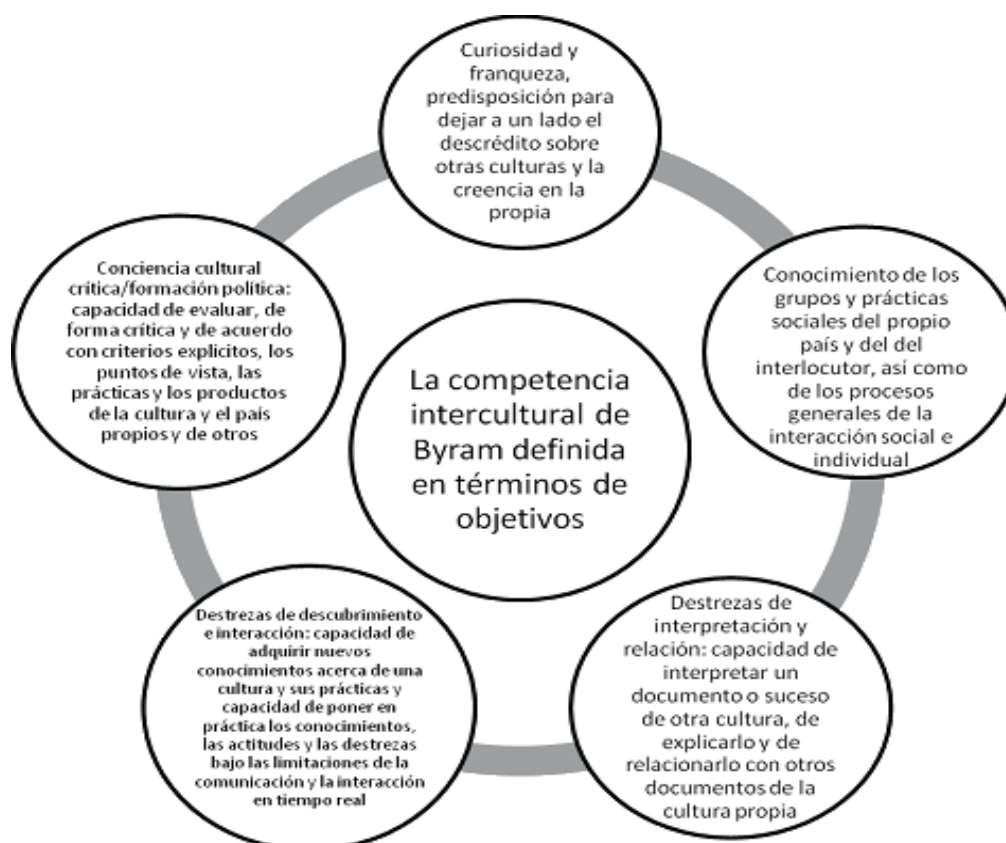 Curiosidad y
franqueza,
predisposición para
dejar a un lado el
descrédito sobre
otras culturas y la
creencia en la
propia
Conocimiento de los
grupos y prácticas
sociales del propio
país y del del
interlocutor, así como
de los procesos
generales de la
interacción social e
individual
Destrezas de
interpretación y
relación: capacidad de
interpretar un
documento o suceso
de otra cultura, de
explicarlo y de
relacionarlo con otros
documentos de la
cultura propia
Destrezas de descubrimiento
e interacción: capacidad de
adquirir nuevos
conocimientos acerca de una
cultura y sus prácticas y
capacidad de poner en
práctica los conocimientos,
las actitudes y las destrezas
bajo las limitaciones de la
comunicación y la interacción
en tiempo real
Conciencia cultural
crítica/formación política:
capacidad de evaluar, de
forma crítica y de acuerdo
con criterios explicitos, los
puntos de vista, las
prácticas y los productos
de la cultura y el país
propios y de otros
La competencia
intercultural de
Byram definida
en términos de
objetivos